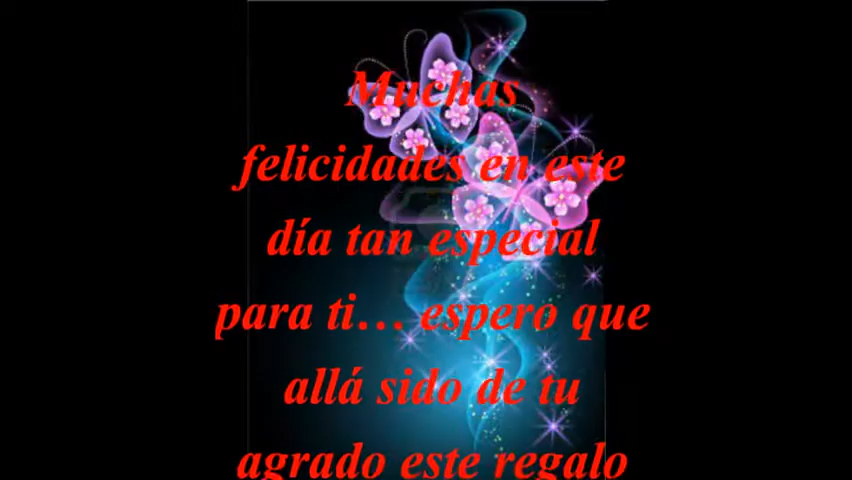 Muchas
felicidades en este
día tan especial
para ti… espero que
allá sido de tu
agrado este regalo